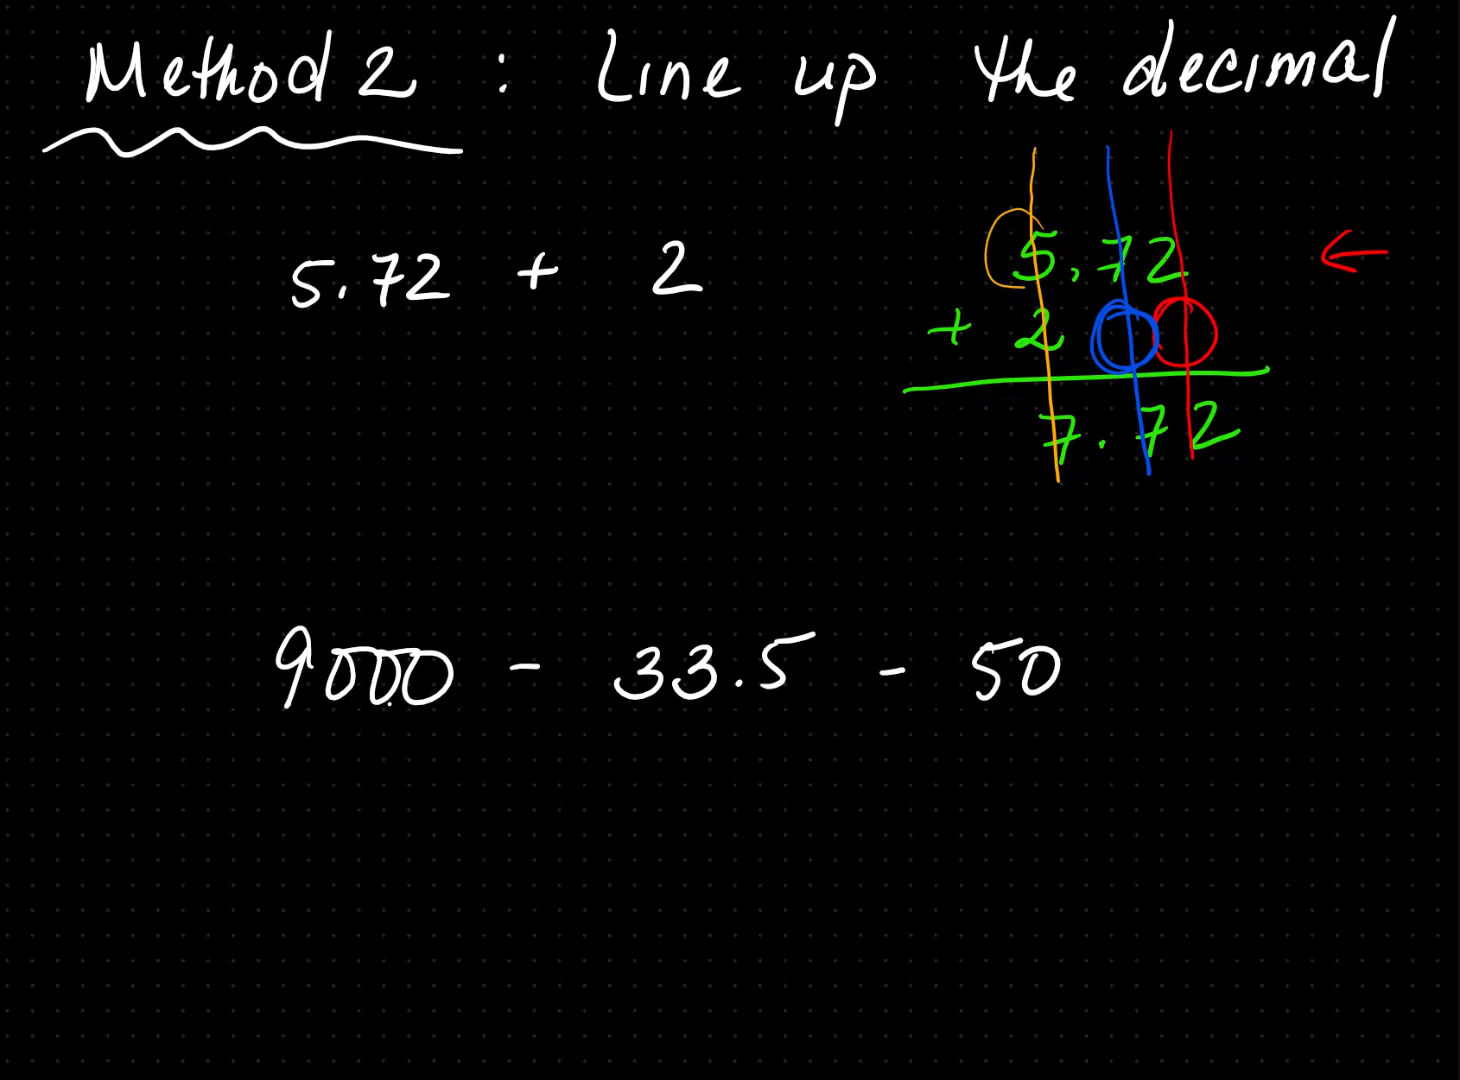 Method 2 : Line up the decimal
5.72 + 2
5.72
+ 2
7.72
9000 - 33.5 - 50